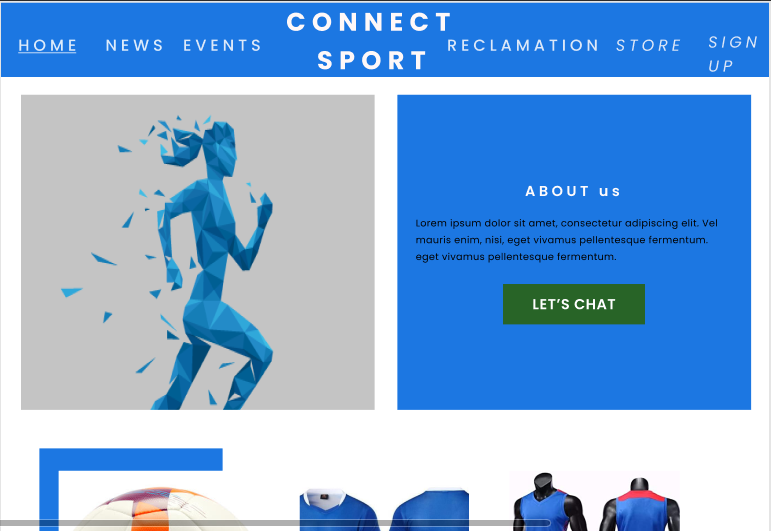 HOME NEWS EVENTS CONNECT SPORT RECLAMATION STORE SIGN UP
ABOUT us
Lorem ipsum dolor sit amet, consectetur adipiscing elit. Vel
mauris enim, nisi, eget vivamus pellentesque fermentum.
eget vivamus pellentesque fermentum.
LET'S CHAT